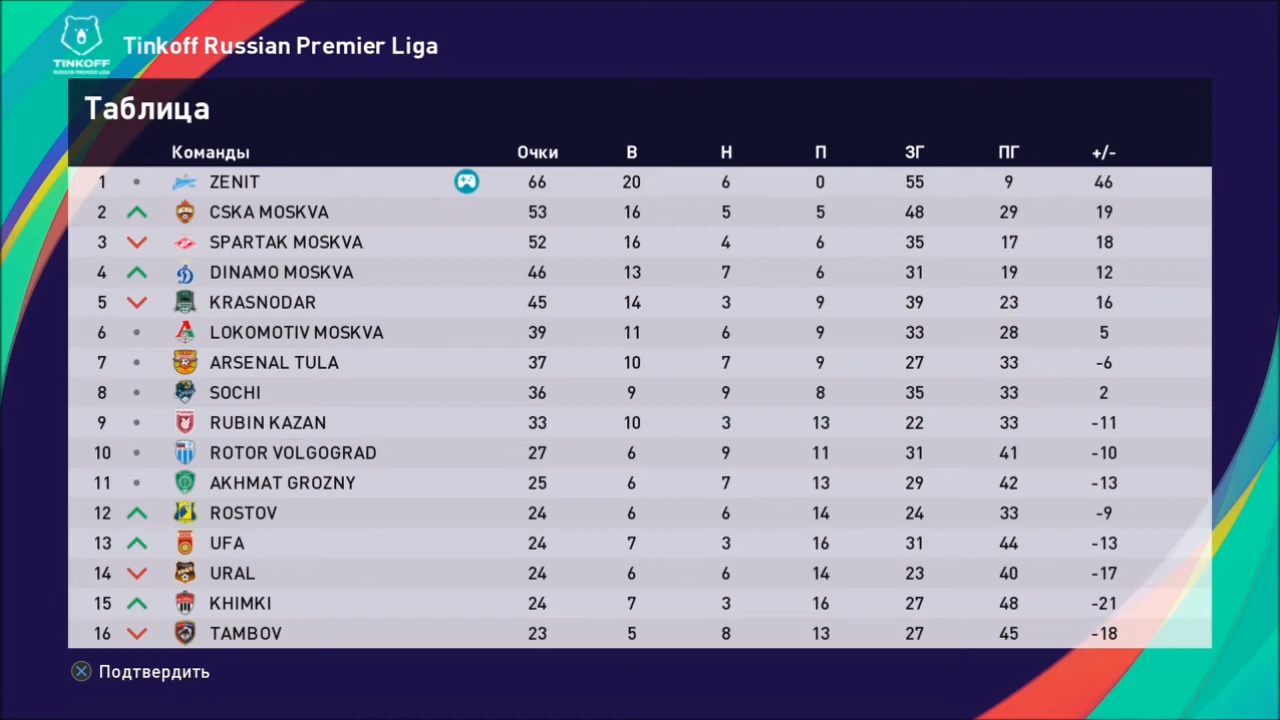 Tinkoff Russian Premier Liga
TINKOFF
RUSSIAN PREMIER LIGA
Таблица
Команды Очки В Н П ЗГ ПГ +/-
1 ZENIT 66 20 6 0 55 9 46
2 CSKA MOSKVA 53 16 5 5 48 29 19
3 SPARTAK MOSKVA 52 16 4 6 35 17 18
4 DINAMO MOSKVA 46 13 7 6 31 19 12
5 KRASNODAR 45 14 3 9 39 23 16
6 LOKOMOTIV MOSKVA 39 11 6 9 33 28 5
7 ARSENAL TULA 37 10 7 9 27 33 -6
8 SOCHI 36 9 9 8 35 33 2
9 RUBIN KAZAN 33 10 3 13 22 33 -11
10 ROTOR VOLGOGRAD 27 6 9 11 31 41 -10
11 AKHMAT GROZNY 25 6 7 13 29 42 -13
12 ROSTOV 24 6 6 14 24 33 -9
13 UFA 24 7 3 16 31 44 -13
14 URAL 24 6 6 14 23 40 -17
15 KHIMKI 24 7 3 16 27 48 -21
16 TAMBOV 23 5 8 13 27 45 -18
Подтвердить